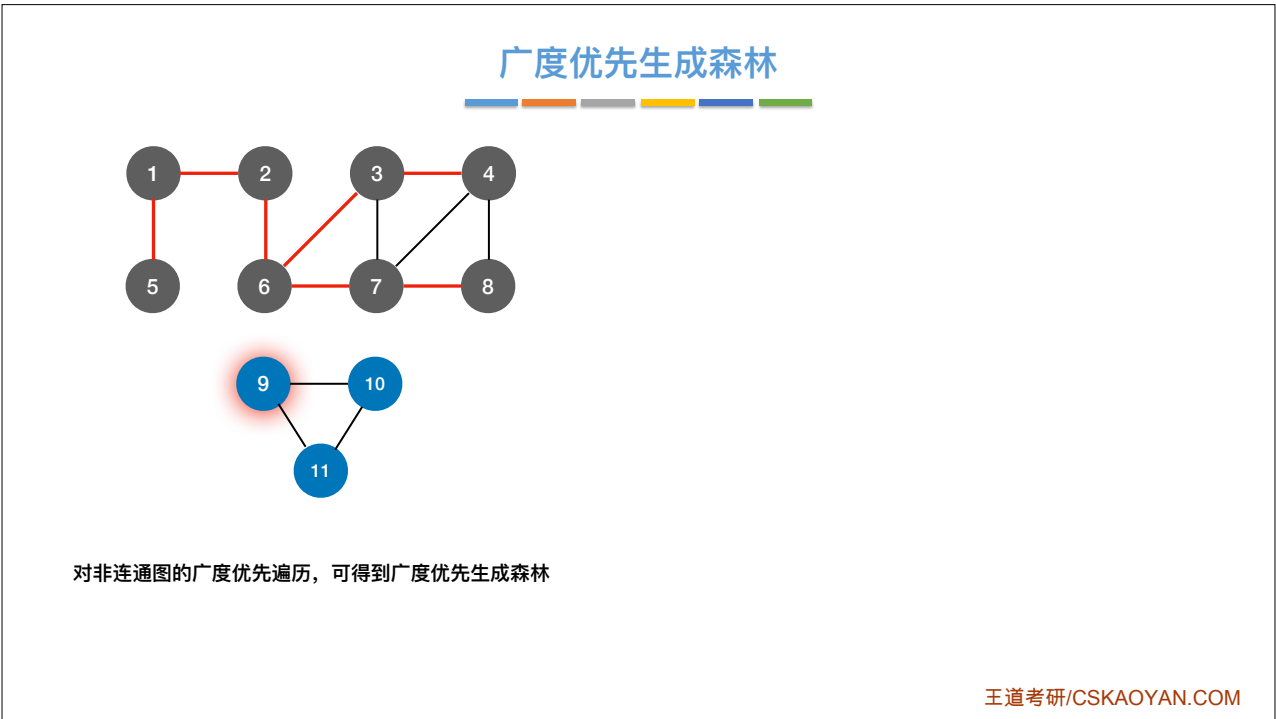 广度优先生成森林
1 2 3 4
5 6 7 8
9 10
11
对非连通图的广度优先遍历，可得到广度优先生成森林
王道考研/CSKAOYAN.COM